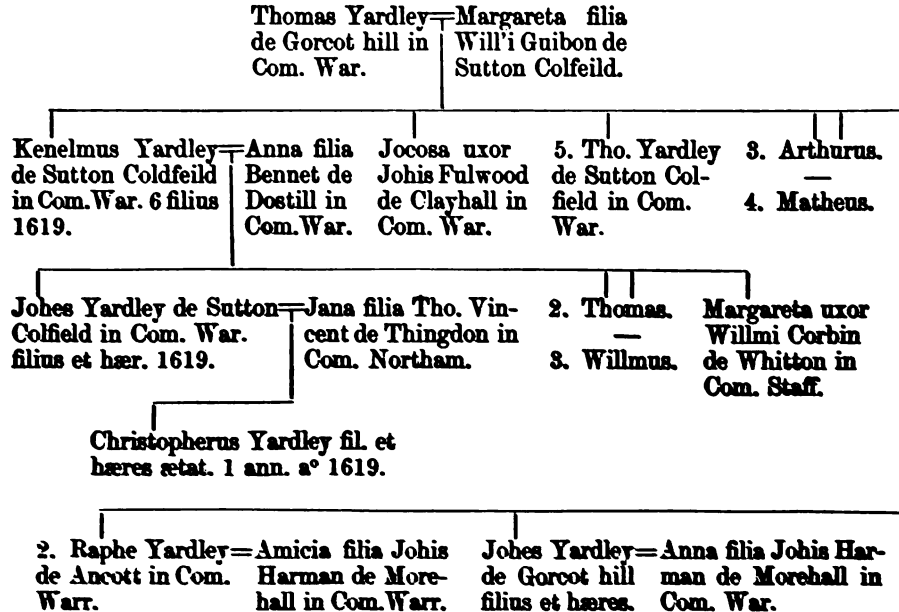 Thomas Yardley=Margareta filia
de Gorcot hill in Will'i Guibon de
Com. War. Sutton Colfeild.
Kenelmus Yardley=Anna filia Jocosa uxor 5. Tho. Yardley 3. Arthurus.
de Sutton Coldfeild Bennet de Johis Fulwood de Sutton Col- —
in Com.War. 6 filius Dostill in de Clayhall in field in Com. 4. Matheus.
1619. Com.War. Com. War. War.
Johes Yardley de Sutton=Jana filia Tho. Vin- 2. Thomas. Margareta uxor
Colfield in Com. War. cent de Thingdon in — Willmi Corbin
filius et hær. 1619. Com. Northam. 3. Willmus. de Whitton in
Com. Staff.
Christopherus Yardley fil. et
hæres ætat. 1 ann. aº 1619.
2. Raphe Yardley=Amicia filia Johis Johes Yardley=Anna filia Johis Har-
de Ancott in Com. Harman de More- de Gorcot hill man de Morehall in
Warr. hall in Com.Warr. filius et hæres. Com. War.